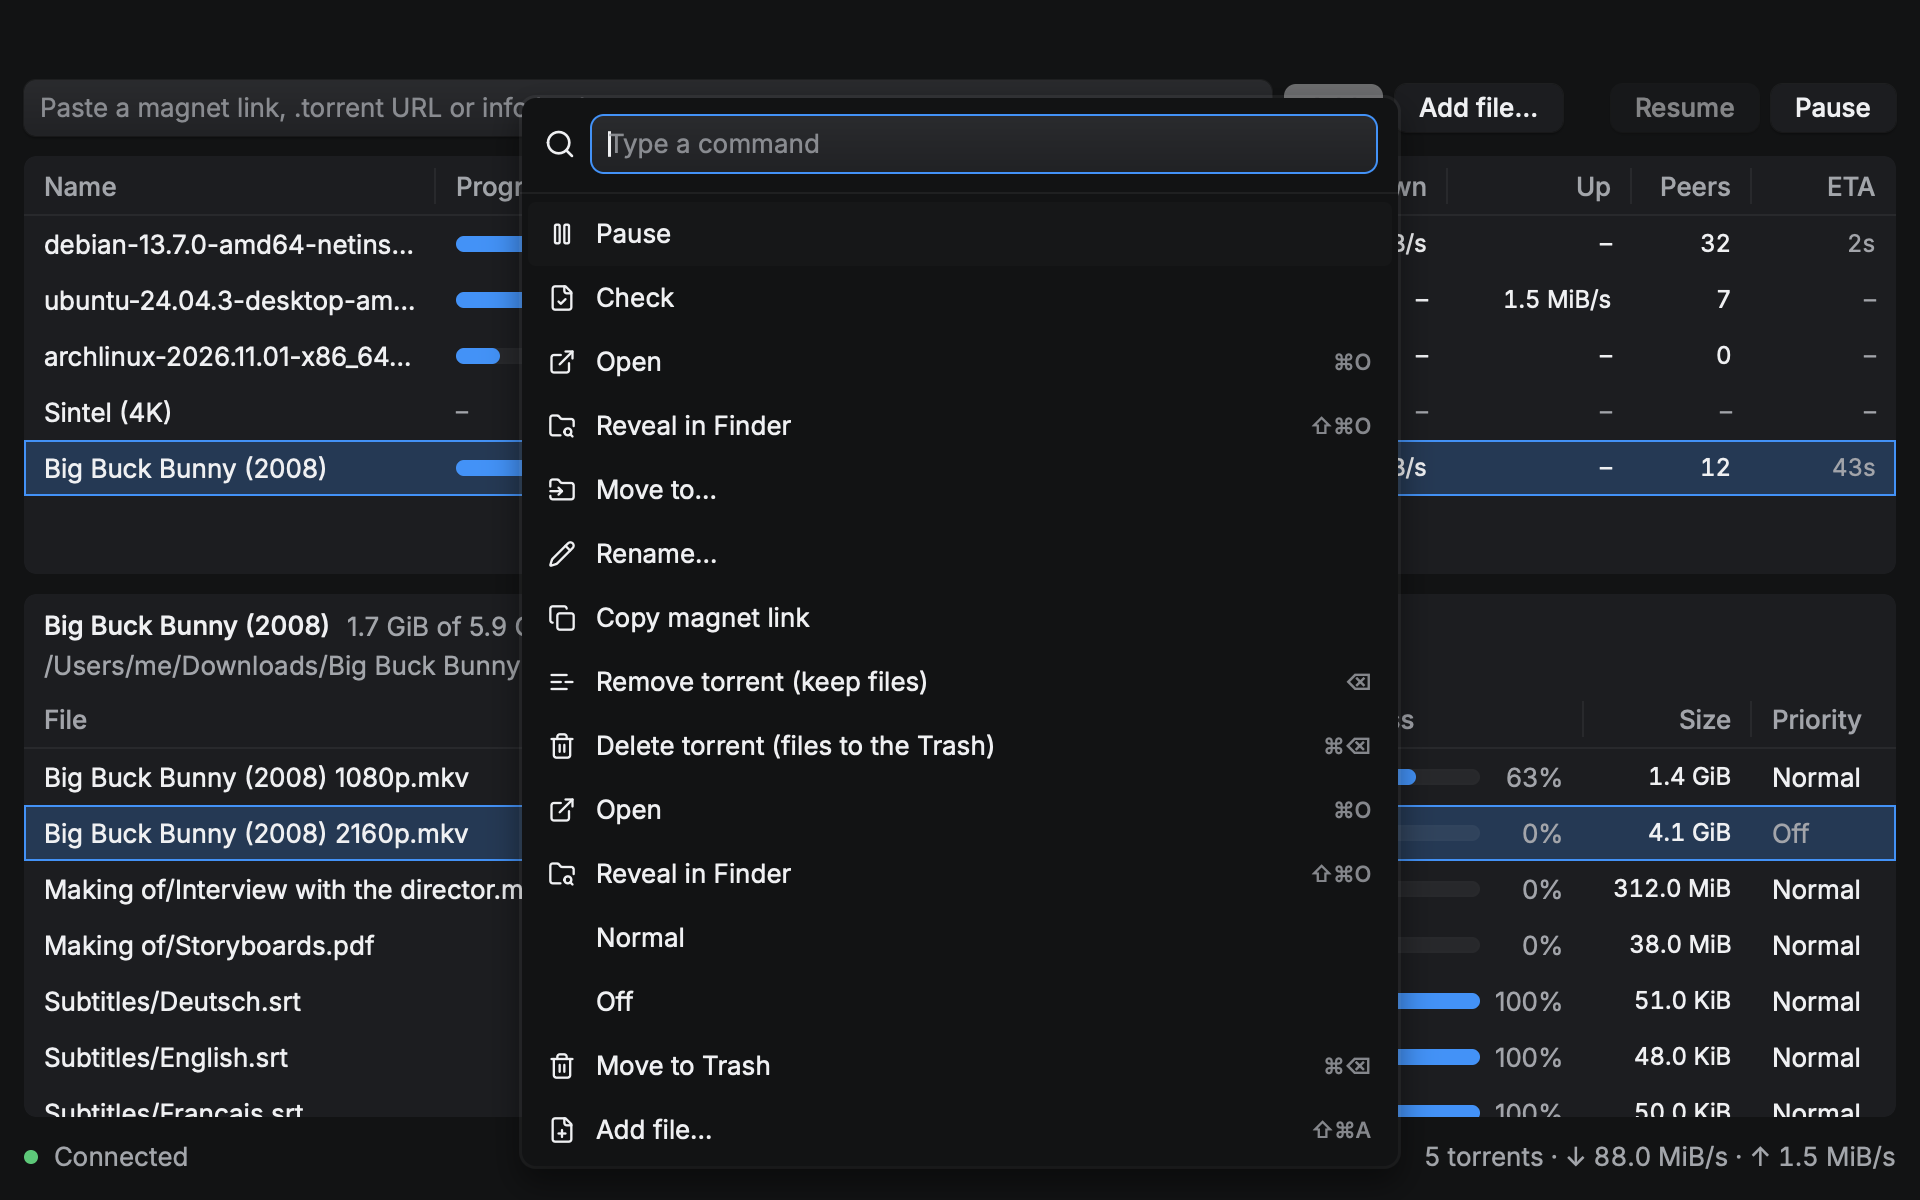 Paste a magnet link, .torrent URL or info
Add file...
Resume
Pause
Type a command
Name
Up
Peers
ETA
debian-13.7.0-amd64-netins...
–
32
2s
ubuntu-24.04.3-desktop-am...
–
1.5 MiB/s
7
–
archlinux-2026.11.01-x86_64...
–
–
0
–
Sintel (4K)
–
–
–
–
–
Big Buck Bunny (2008)
–
12
43s
Pause
Check
Open ⌘O
Reveal in Finder ⇧⌘O
Move to...
Rename...
Copy magnet link
Remove torrent (keep files) ⌫
Delete torrent (files to the Trash) ⌘⌫
Open ⌘O
Reveal in Finder ⇧⌘O
Normal
Off
Move to Trash ⌘⌫
Add file... ⇧⌘A
Big Buck Bunny (2008) 1.7 GiB of 5.9
/Users/me/Downloads/Big Buck Bunny
File
Size
Priority
Big Buck Bunny (2008) 1080p.mkv
63%
1.4 GiB
Normal
Big Buck Bunny (2008) 2160p.mkv
0%
4.1 GiB
Off
Making of/Interview with the director.m
0%
312.0 MiB
Normal
Making of/Storyboards.pdf
0%
38.0 MiB
Normal
Subtitles/Deutsch.srt
100%
51.0 KiB
Normal
Subtitles/English.srt
100%
48.0 KiB
Normal
Subtitles/Français.srt
100%
50.0 KiB
Normal
Connected
5 torrents · ↓ 88.0 MiB/s · ↑ 1.5 MiB/s